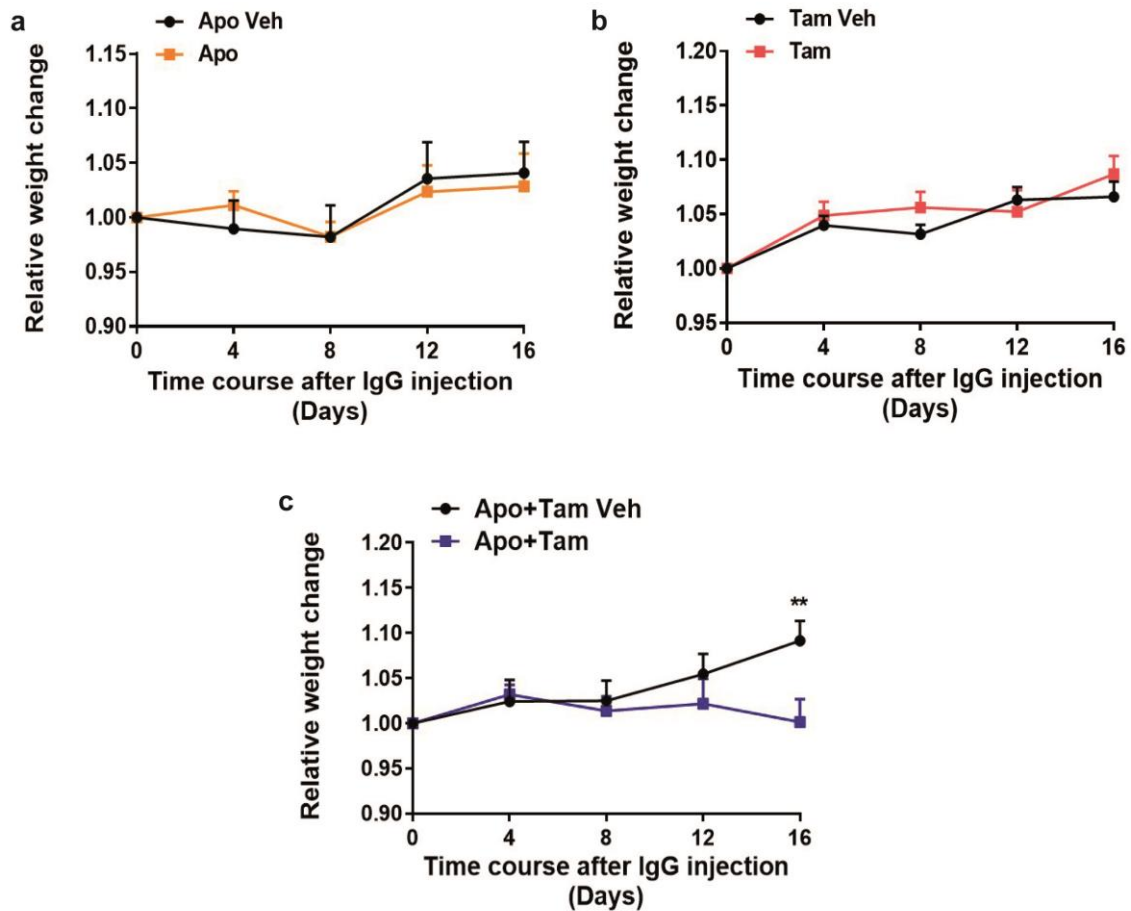 a
Apo Veh
Apo
Relative weight change
1.15
1.10
1.05
1.00
0.95
0.90
0 4 8 12 16
Time course after IgG injection
(Days)
b
Tam Veh
Tam
Relative weight change
1.20
1.15
1.10
1.05
1.00
0.95
0 4 8 12 16
Time course after IgG injection
(Days)
c
Apo+Tam Veh
Apo+Tam
Relative weight change
1.20
1.15
1.10
1.05
1.00
0.95
0.90
**
0 4 8 12 16
Time course after IgG injection
(Days)